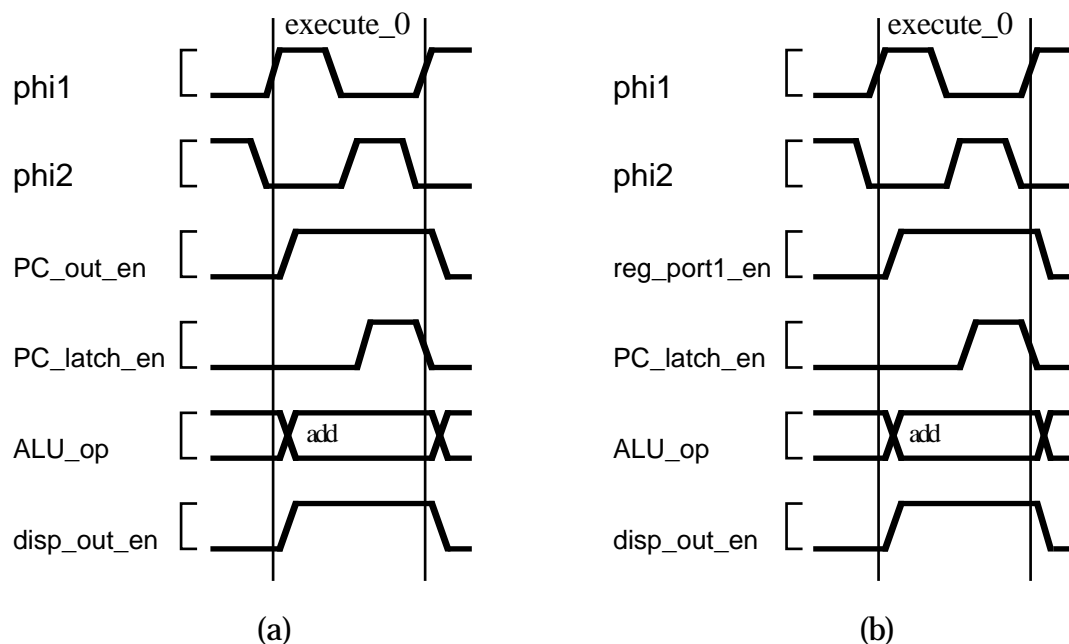 execute_0
phi1
phi2
PC_out_en
PC_latch_en
ALU_op
add
disp_out_en
(a)
execute_0
phi1
phi2
reg_port1_en
PC_latch_en
ALU_op
add
disp_out_en
(b)